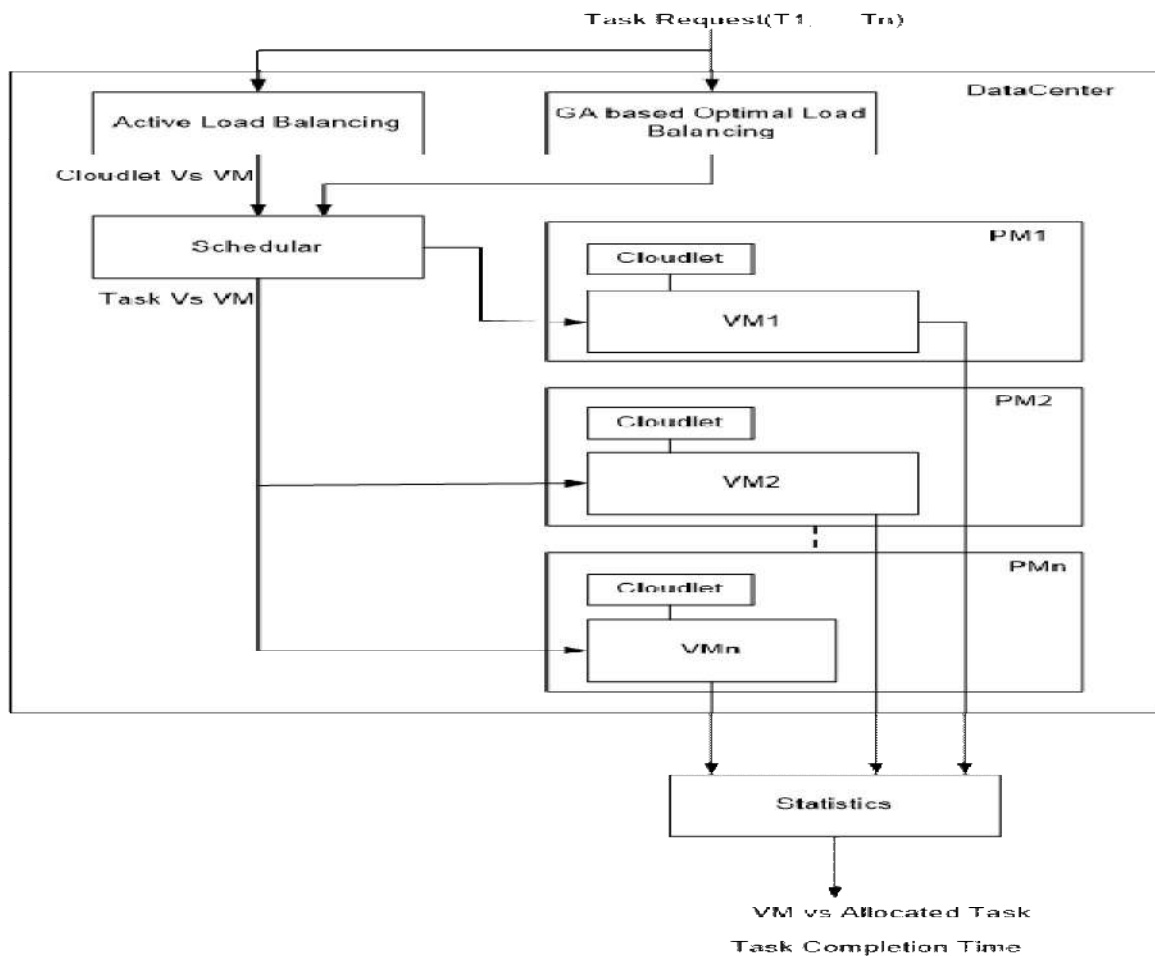 Task Request(T1, Tn)
DataCenter
Active Load Balancing
GA based Optimal Load
Balancing
Cloudlet Vs VM
Schedular
Task Vs VM
PM1
Cloudlet
VM1
PM2
Cloudlet
VM2
PMn
Cloudlet
VMn
Statistics
VM vs Allocated Task
Task Completion Time